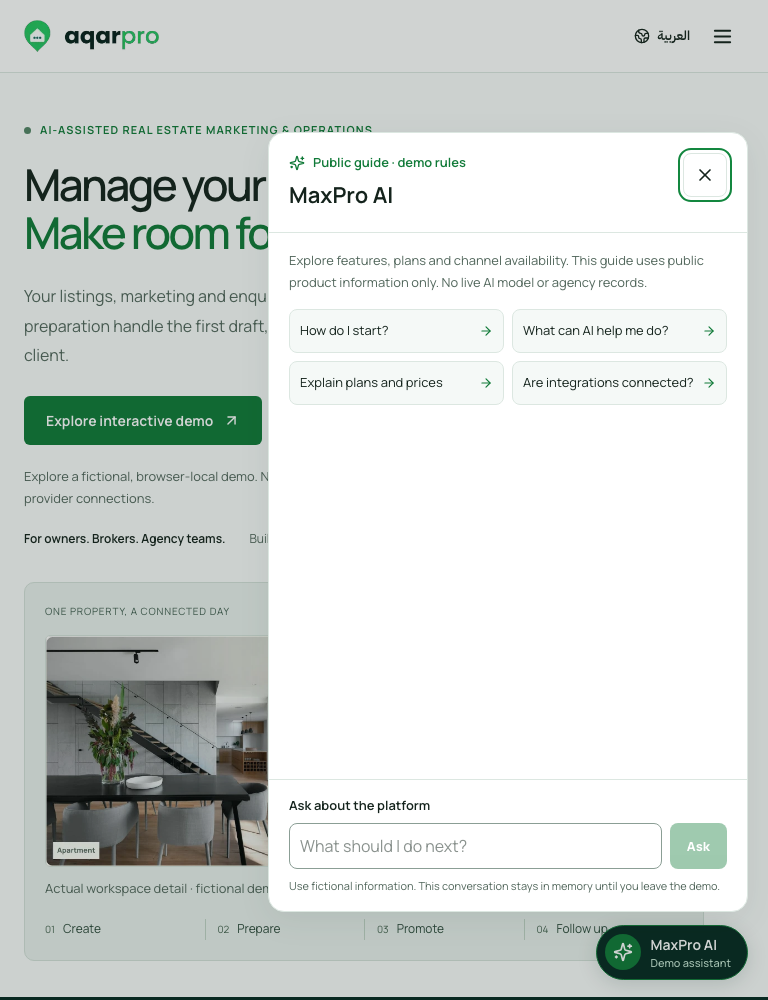 aqarpro
العربية
AI-ASSISTED REAL ESTATE MARKETING & OPERATIONS
Manage your
Make room fo
Your listings, marketing and enqu
preparation handle the first draft,
client.
Explore interactive demo
Explore a fictional, browser-local demo. N
provider connections.
For owners. Brokers. Agency teams.
Buil
ONE PROPERTY, A CONNECTED DAY
Apartment
Actual workspace detail · fictional dem
01 Create
02 Prepare
03 Promote
04 Follow up
Public guide · demo rules
MaxPro AI
Explore features, plans and channel availability. This guide uses public
product information only. No live AI model or agency records.
How do I start?
What can AI help me do?
Explain plans and prices
Are integrations connected?
Ask about the platform
What should I do next?
Ask
Use fictional information. This conversation stays in memory until you leave the demo.
MaxPro AI
Demo assistant